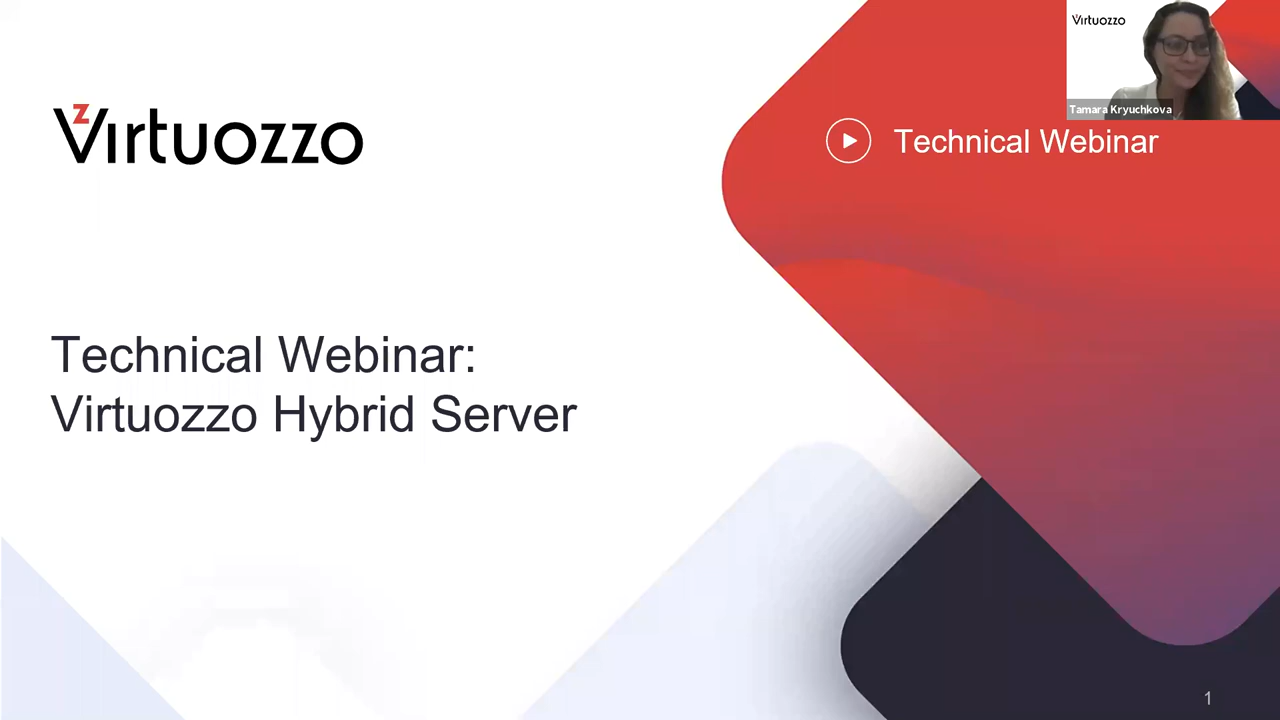 Virtuozzo
Virtuozzo
Tamara Kryuchkova
Technical Webinar
Technical Webinar:
Virtuozzo Hybrid Server
1